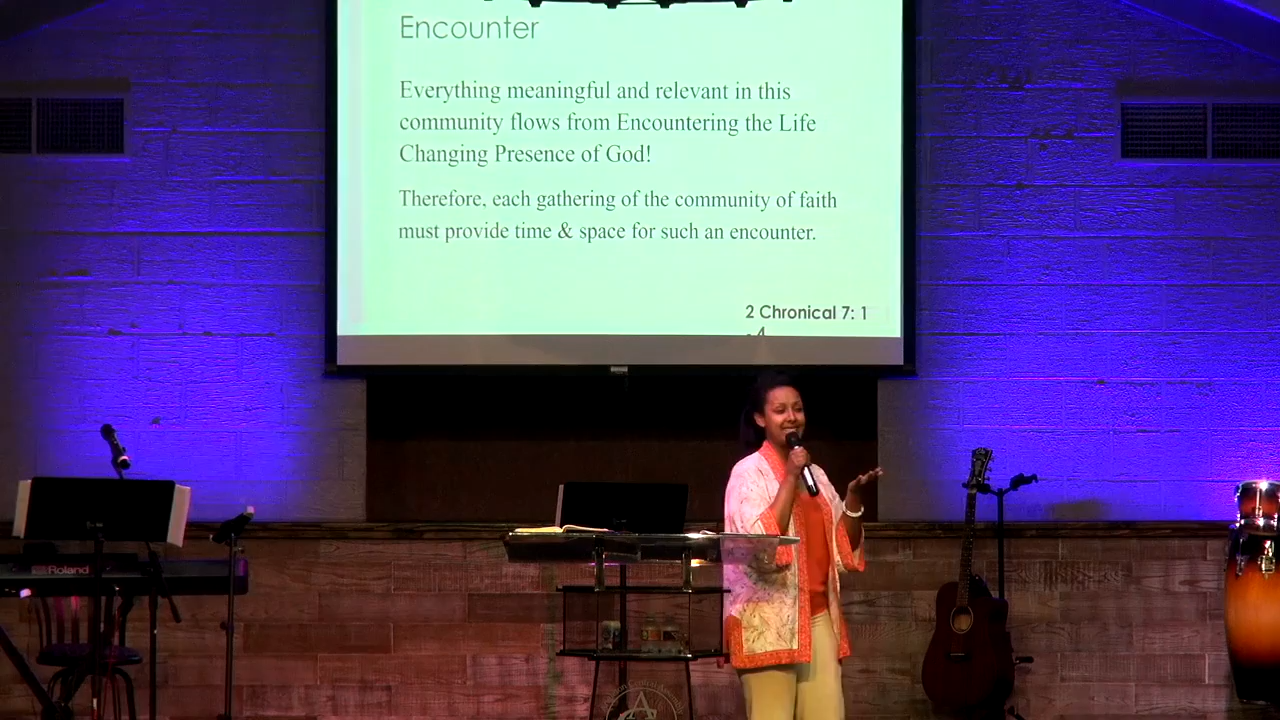 Encounter
Everything meaningful and relevant in this
community flows from Encountering the Life
Changing Presence of God!
Therefore, each gathering of the community of faith
must provide time & space for such an encounter.
2 Chronical 7: 1
- 4
Roland